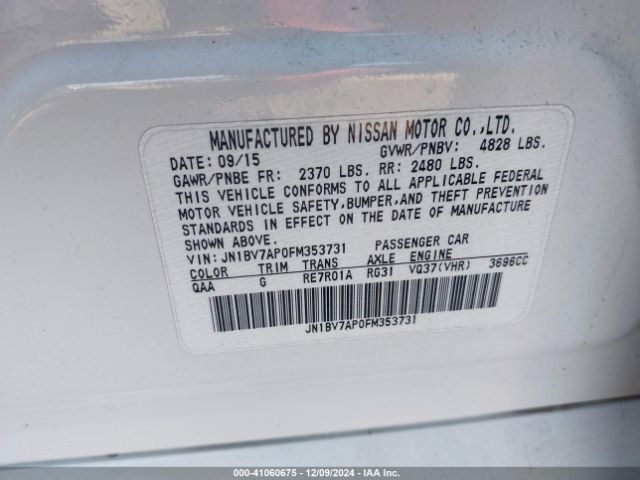 MANUFACTURED BY NISSAN MOTOR CO.,LTD.
DATE: 09/15 GVWR/PNBV: 4828 LBS.
GAWR/PNBE FR: 2370 LBS. RR: 2480 LBS.
THIS VEHICLE CONFORMS TO ALL APPLICABLE FEDERAL
MOTOR VEHICLE SAFETY,BUMPER,AND THEFT PREVENTION
STANDARDS IN EFFECT ON THE DATE OF MANUFACTURE
SHOWN ABOVE.
VIN: JN1BV7AP0FM353731 PASSENGER CAR
COLOR TRIM TRANS AXLE ENGINE
QAA G RE7R01A RG31 VQ37(VHR) 3696CC
JN1BV7AP0FM353731
000-41060675 | 12/09/2024 - IAA Inc.